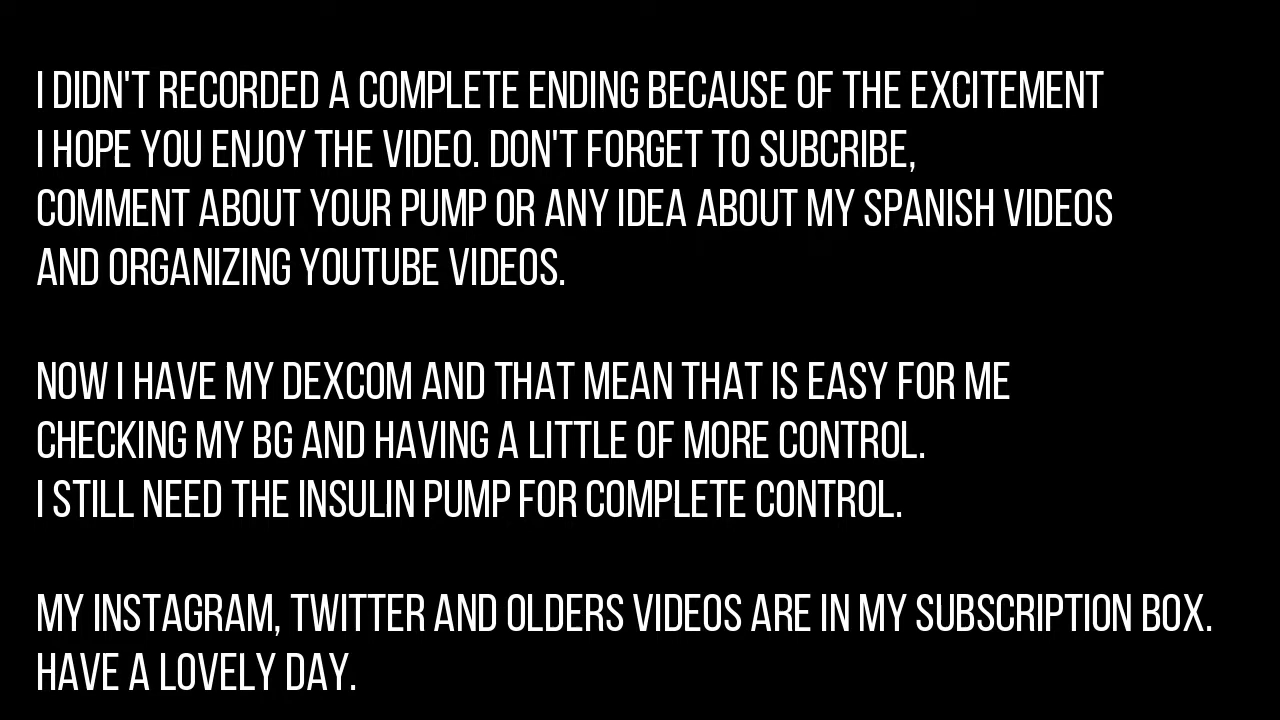 I DIDN'T RECORDED A COMPLETE ENDING BECAUSE OF THE EXCITEMENT
I HOPE YOU ENJOY THE VIDEO. DON'T FORGET TO SUBCRIBE,
COMMENT ABOUT YOUR PUMP OR ANY IDEA ABOUT MY SPANISH VIDEOS
AND ORGANIZING YOUTUBE VIDEOS.
NOW I HAVE MY DEXCOM AND THAT MEAN THAT IS EASY FOR ME
CHECKING MY BG AND HAVING A LITTLE OF MORE CONTROL.
I STILL NEED THE INSULIN PUMP FOR COMPLETE CONTROL.
MY INSTAGRAM, TWITTER AND OLDERS VIDEOS ARE IN MY SUBSCRIPTION BOX.
HAVE A LOVELY DAY.